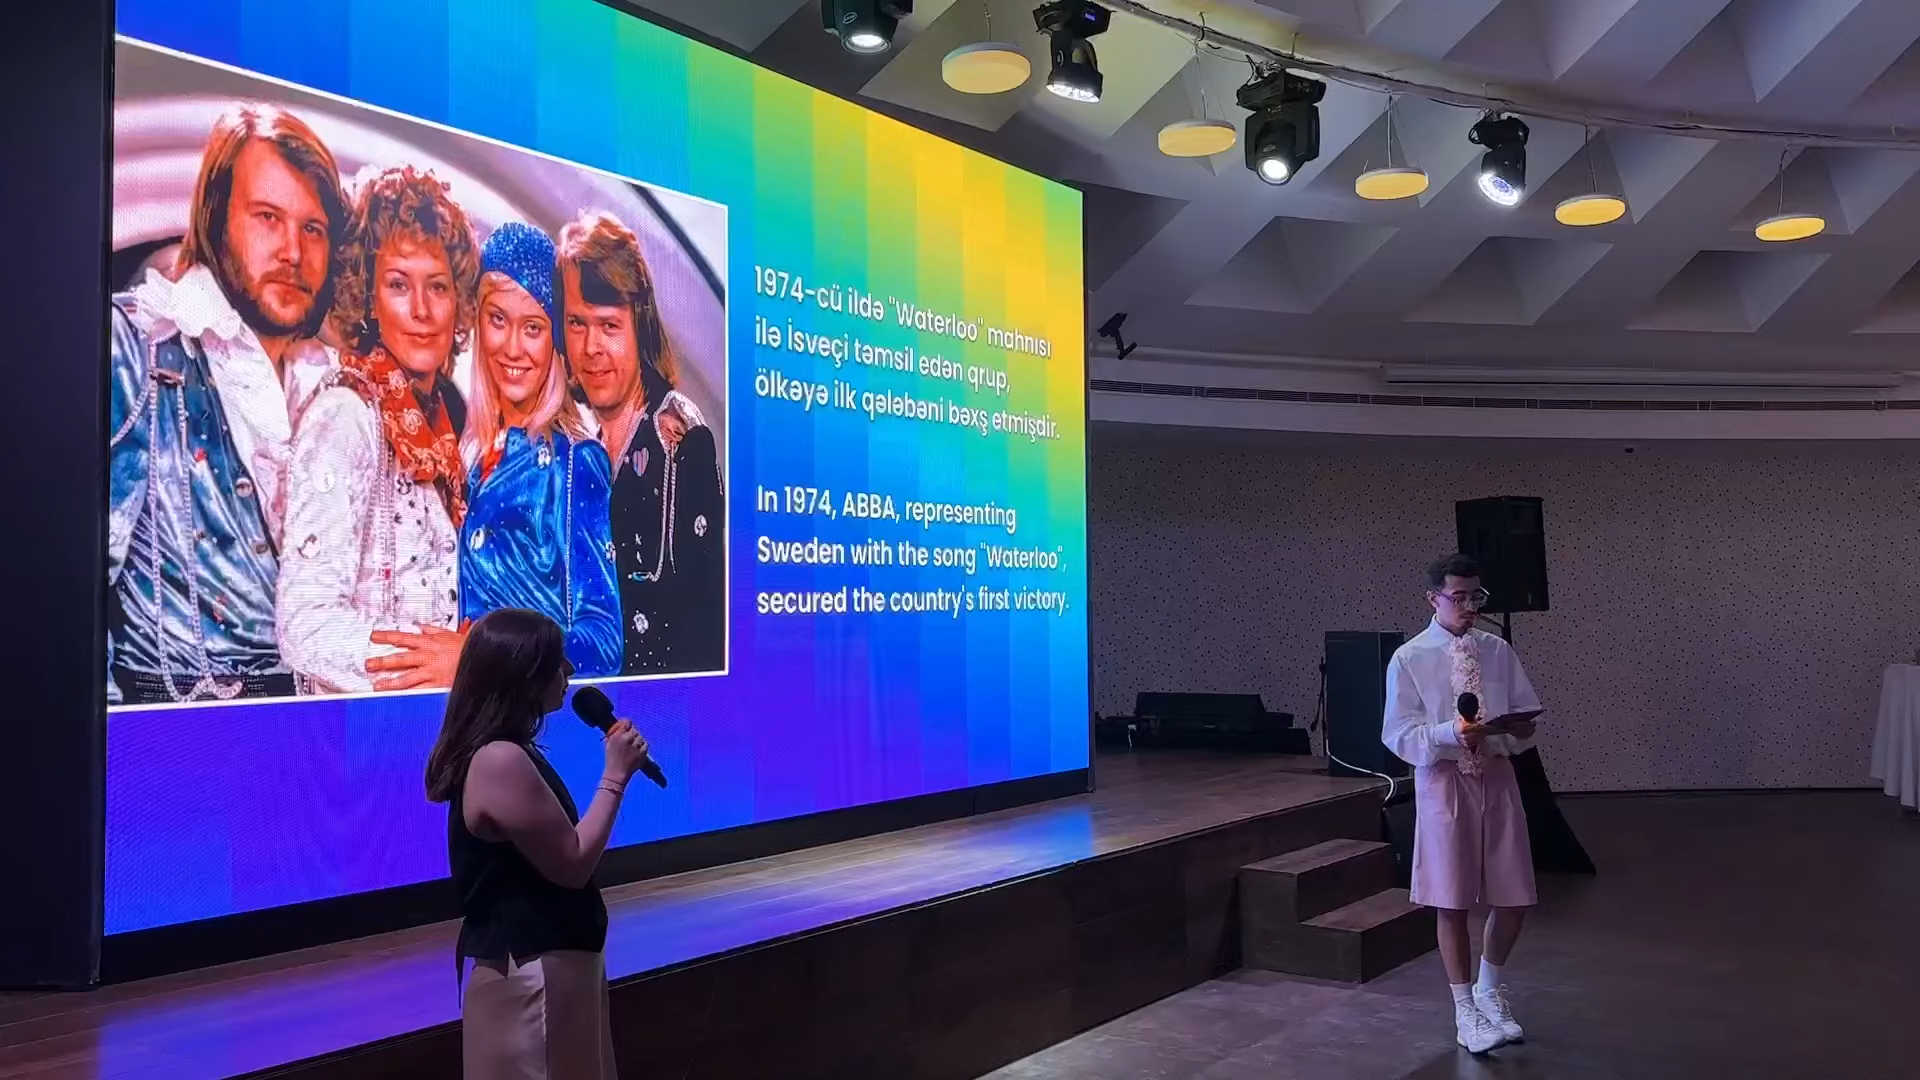 1974-cü ildə "Waterloo" mahnısı
ilə İsveçi təmsil edən qrup,
ölkəyə ilk qələbəni bəxş etmişdir.
In 1974, ABBA, representing
Sweden with the song "Waterloo",
secured the country's first victory.